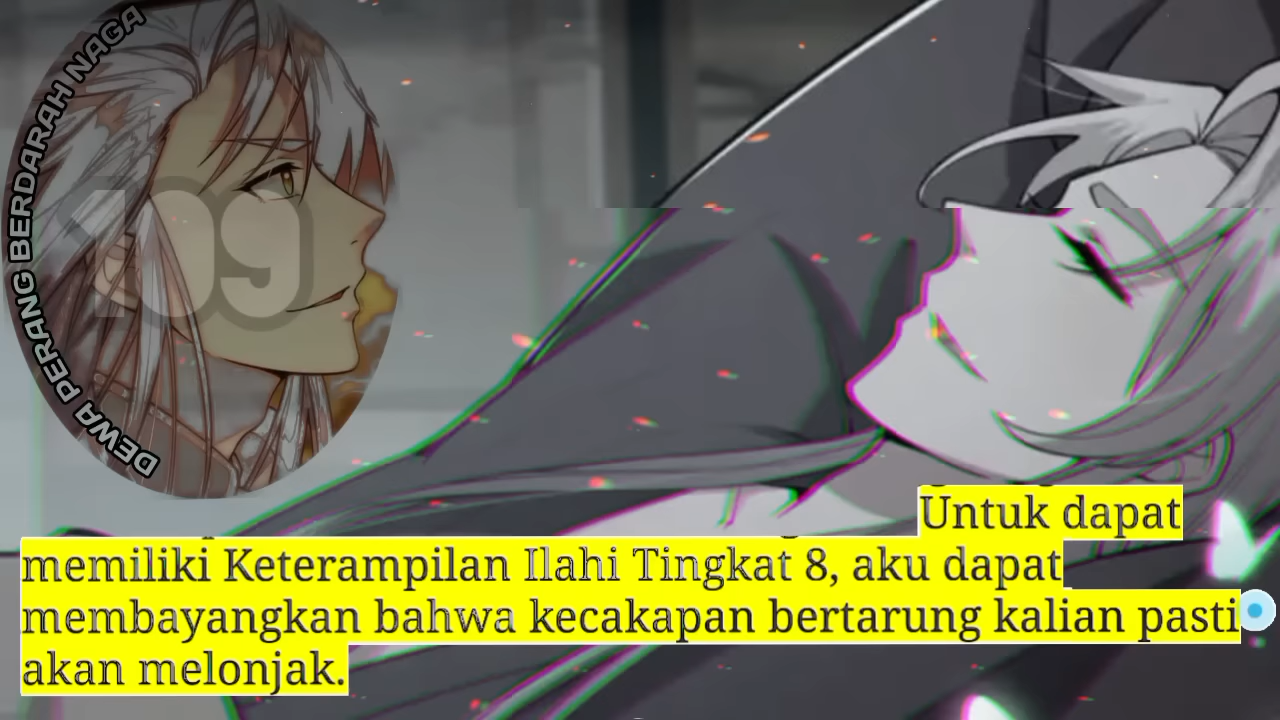 DEWA PERANG BERDARAH NAGA
109
Untuk dapat
memiliki Keterampilan Ilahi Tingkat 8, aku dapat
membayangkan bahwa kecakapan bertarung kalian pasti
akan melonjak.